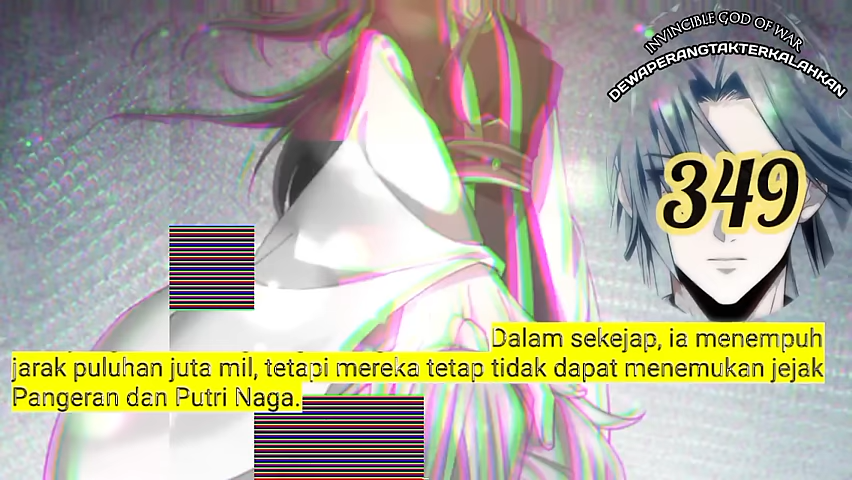 INVINCIBLE GOD OF WAR
DEWAPERANGTAKTERKALAHKAN
349
Dalam sekejap, ia menempuh
jarak puluhan juta mil, tetapi mereka tetap tidak dapat menemukan jejak
Pangeran dan Putri Naga.